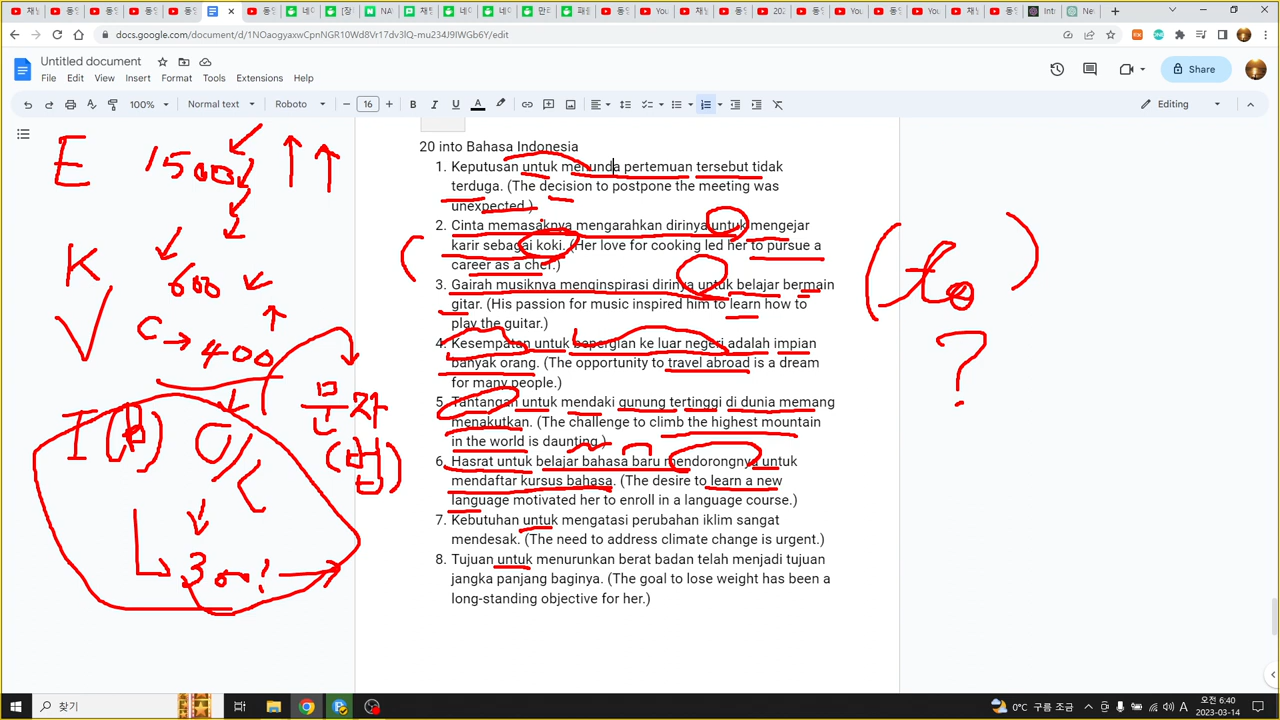 docs.google.com/document/d/1NOaogyaxwCpnNGR10Wd8Vr17dv3lQ-mu234J9IWGb6Y/edit
Untitled document
File Edit View Insert Format Tools Extensions Help
Share
100% Normal text Roboto 16 Editing
20 into Bahasa Indonesia
1. Keputusan untuk menunda pertemuan tersebut tidak
terduga. (The decision to postpone the meeting was
unexpected.)
2. Cinta memasaknya mengarahkan dirinya untuk mengejar
karir sebagai koki. (Her love for cooking led her to pursue a
career as a chef.)
3. Gairah musiknya menginspirasi dirinya untuk belajar bermain
gitar. (His passion for music inspired him to learn how to
play the guitar.)
4. Kesempatan untuk bepergian ke luar negeri adalah impian
banyak orang. (The opportunity to travel abroad is a dream
for many people.)
5. Tantangan untuk mendaki gunung tertinggi di dunia memang
menakutkan. (The challenge to climb the highest mountain
in the world is daunting.)
6. Hasrat untuk belajar bahasa baru mendorongnya untuk
mendaftar kursus bahasa. (The desire to learn a new
language motivated her to enroll in a language course.)
7. Kebutuhan untuk mengatasi perubahan iklim sangat
mendesak. (The need to address climate change is urgent.)
8. Tujuan untuk menurunkan berat badan telah menjadi tujuan
jangka panjang baginya. (The goal to lose weight has been a
long-standing objective for her.)
E 1500
K 600
C → 400
문자
I
(to)
?
찾기
0°C 구름 조금
A
오전 6:40
2023-03-14